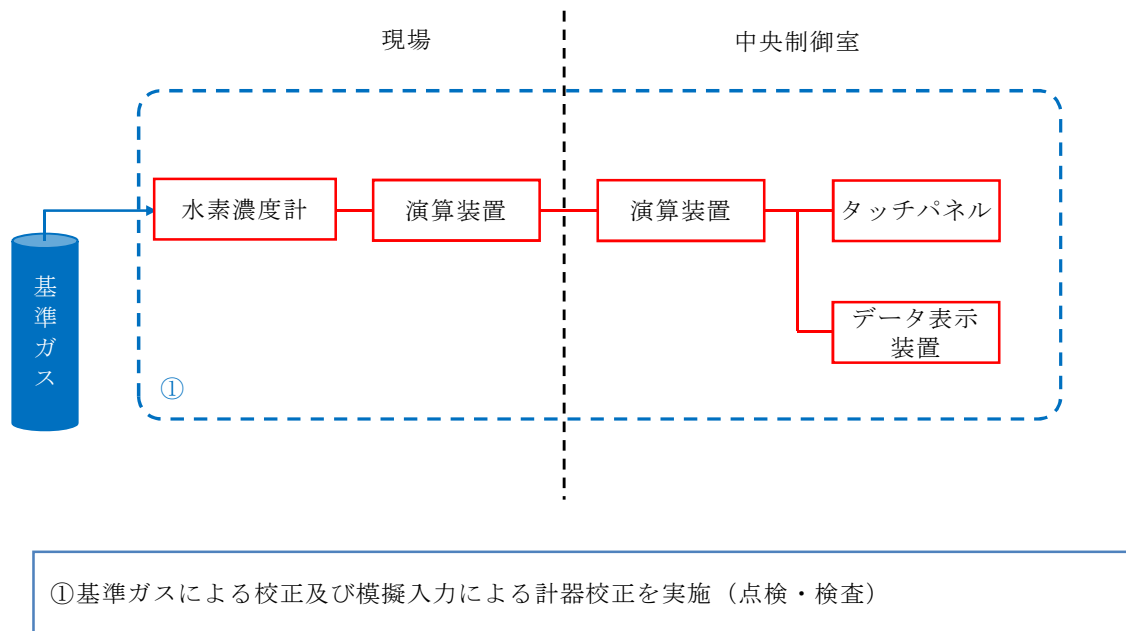 現場
中央制御室
水素濃度計
演算装置
演算装置
タッチパネル
基準ガス
データ表示
装置
①
①基準ガスによる校正及び模擬入力による計器校正を実施（点検・検査）